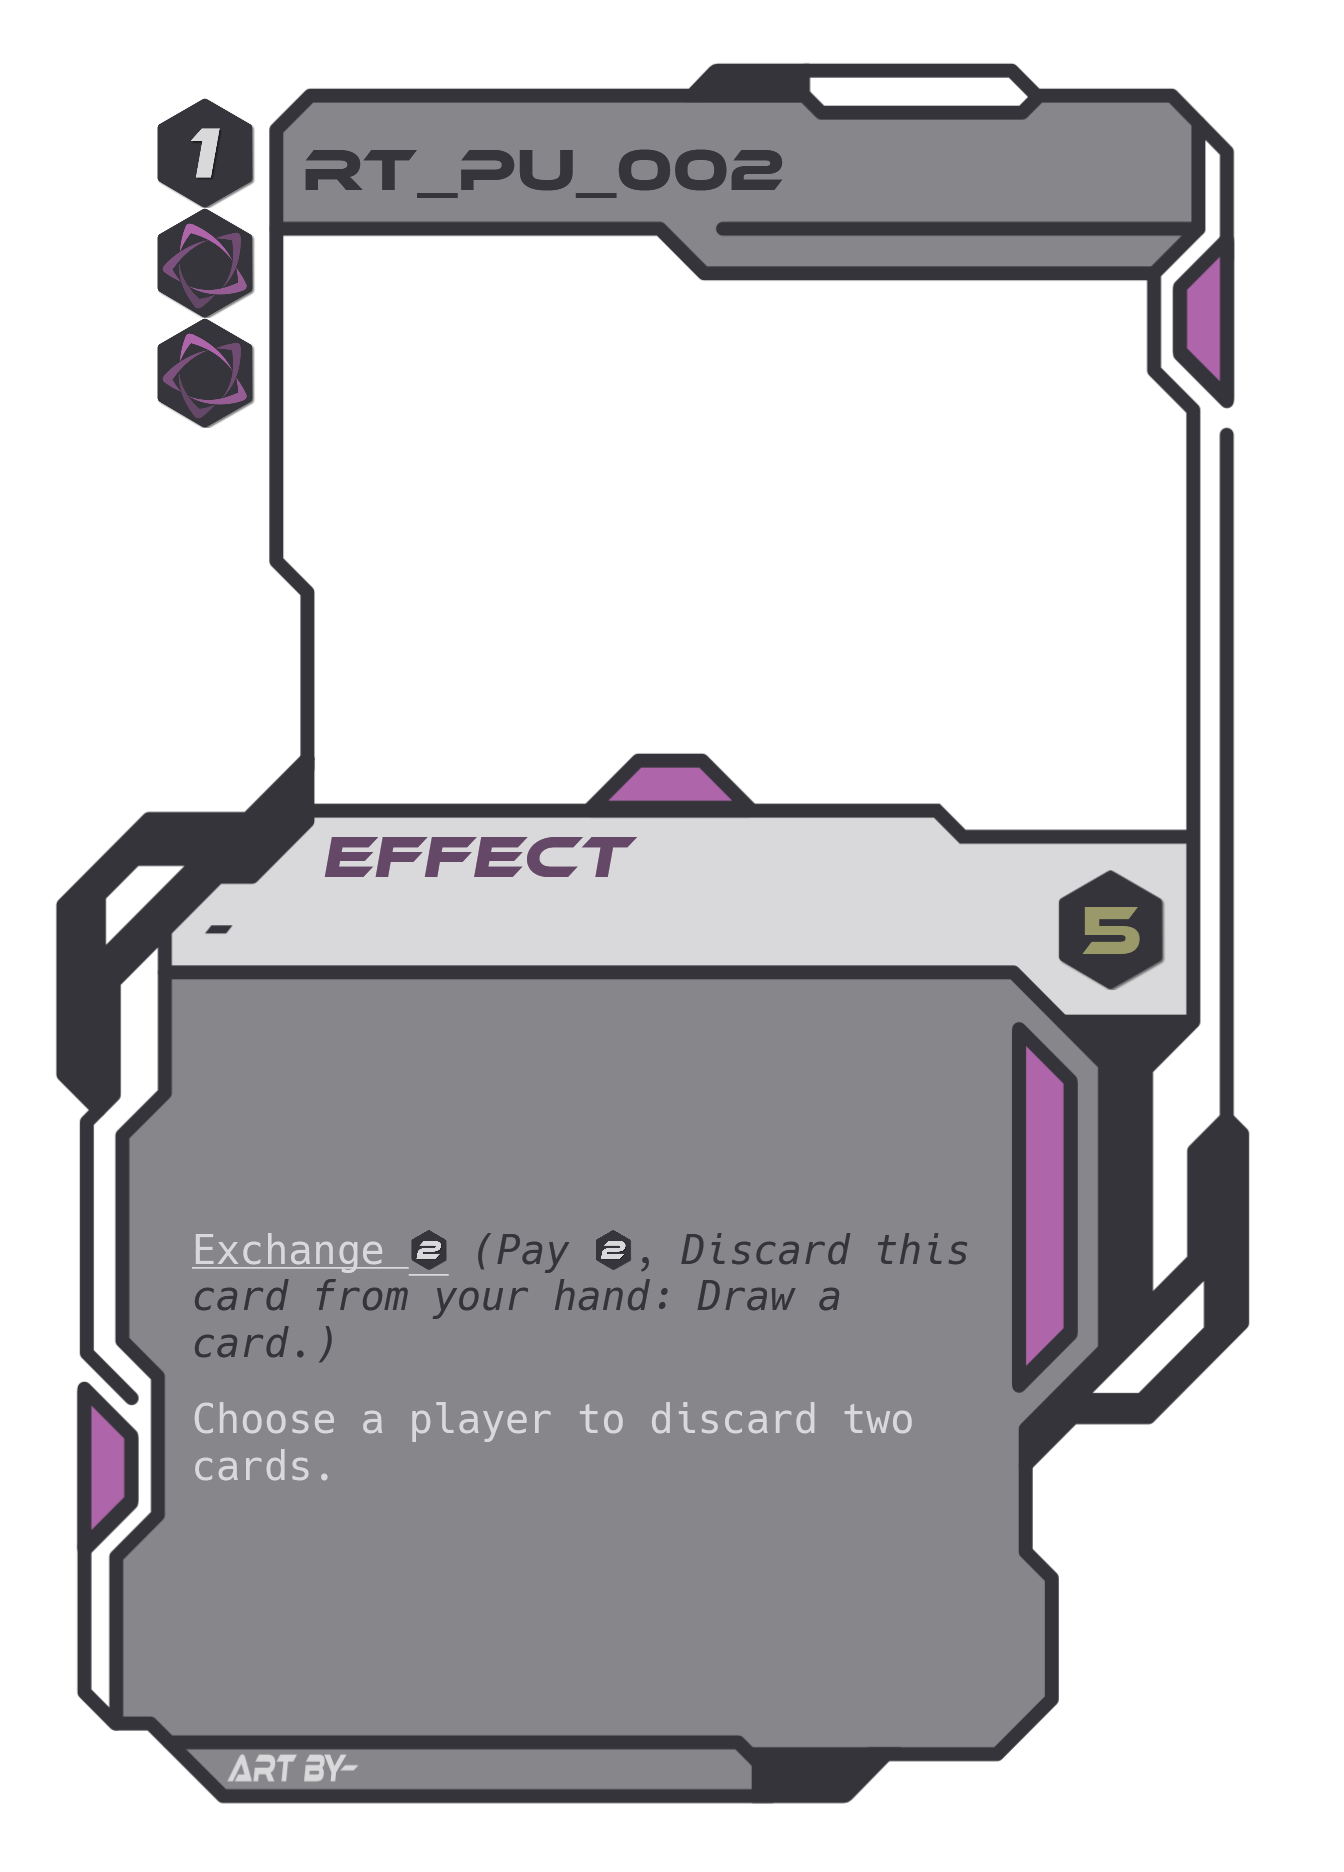 1
RT_PU_002
EFFECT
-
5
Exchange 2 (Pay 2, Discard this
card from your hand: Draw a
card.)
Choose a player to discard two
cards.
ART BY-